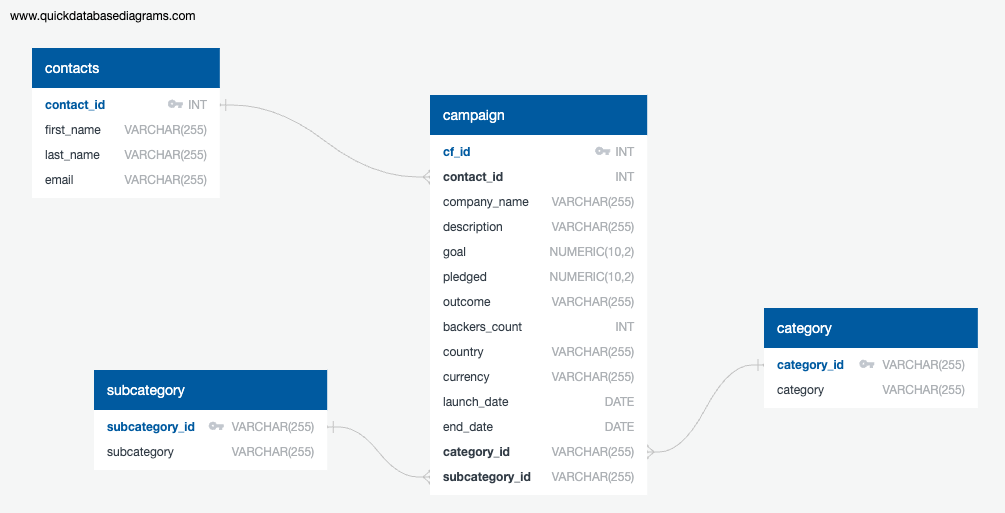 www.quickdatabasediagrams.com
contacts
contact_id INT
first_name VARCHAR(255)
last_name VARCHAR(255)
email VARCHAR(255)
campaign
cf_id INT
contact_id INT
company_name VARCHAR(255)
description VARCHAR(255)
goal NUMERIC(10,2)
pledged NUMERIC(10,2)
outcome VARCHAR(255)
backers_count INT
country VARCHAR(255)
currency VARCHAR(255)
launch_date DATE
end_date DATE
category_id VARCHAR(255)
subcategory_id VARCHAR(255)
category
category_id VARCHAR(255)
category VARCHAR(255)
subcategory
subcategory_id VARCHAR(255)
subcategory VARCHAR(255)